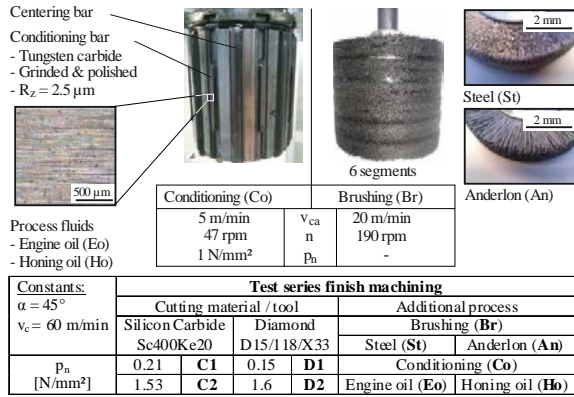 Centering bar
Conditioning bar
- Tungsten carbide
- Grinded & polished
- Rz = 2.5 µm
500 µm
Process fluids
- Engine oil (Eo)
- Honing oil (Ho)
6 segments
2 mm
Steel (St)
2 mm
Anderlon (An)
Conditioning (Co) Brushing (Br)
5 m/min vca 20 m/min
47 rpm n 190 rpm
1 N/mm² pn -
Constants: Test series finish machining
α = 45° Cutting material / tool Additional process
vc = 60 m/min Silicon Carbide Diamond Brushing (Br)
Sc400Ke20 D15/118/X33 Steel (St) Anderlon (An)
pn 0.21 C1 0.15 D1 Conditioning (Co)
[N/mm²] 1.53 C2 1.6 D2 Engine oil (Eo) Honing oil (Ho)